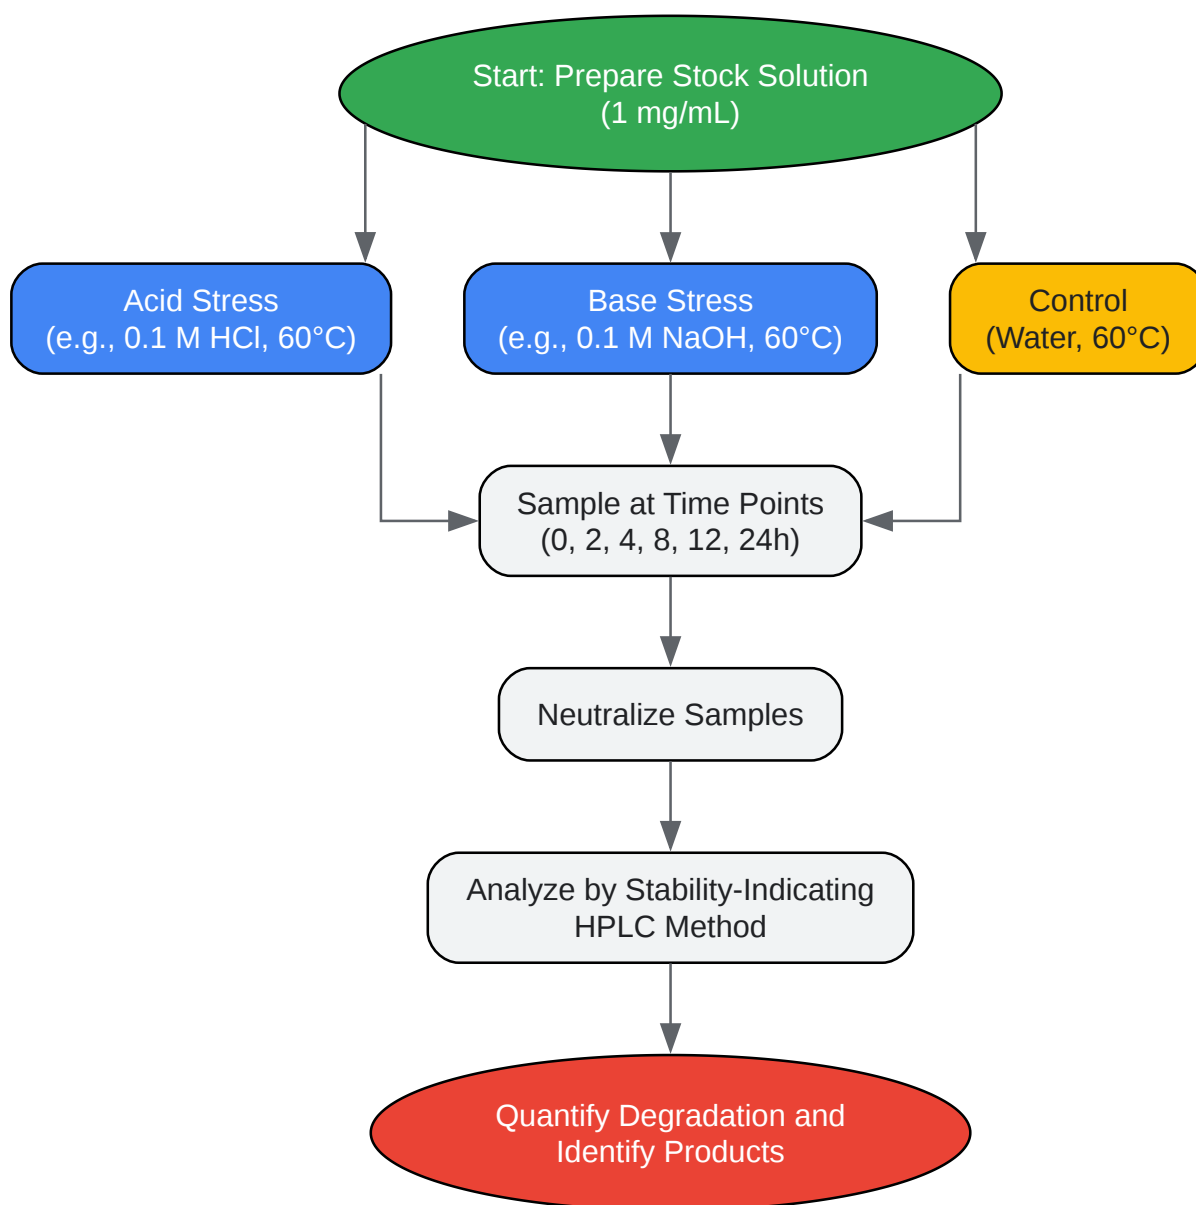 Start: Prepare Stock Solution
(1 mg/mL)
Acid Stress
(e.g., 0.1 M HCl, 60°C)
Base Stress
(e.g., 0.1 M NaOH, 60°C)
Control
(Water, 60°C)
Sample at Time Points
(0, 2, 4, 8, 12, 24h)
Neutralize Samples
Analyze by Stability-Indicating
HPLC Method
Quantify Degradation and
Identify Products